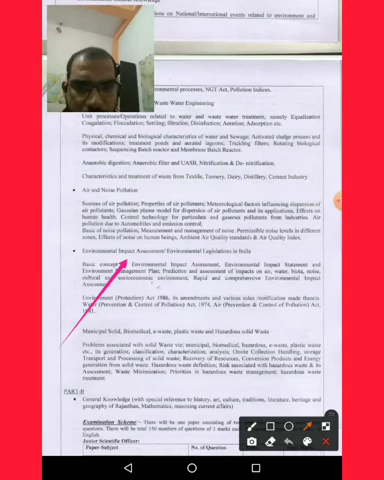 ions on National/International events related to environment and
ironmental processes, NGT Act, Pollution Indices.
Waste Water Engineering
Unit processes/Operations related to water and waste water treatment, namely Equalization
Coagulation; Flocculation; Settling; filtration; Disinfection; Aeration; Adsorption etc.
Physical, chemical and biological characteristics of water and Sewage; Activated sludge process and
its modifications; treatment ponds and aerated lagoons; Trickling filters; Rotating biological
contactors; Sequencing Batch reactor and Membrane Batch Reactor.
Anaerobic digestion; Anaerobic filter and UASB, Nitrification & De-nitrification.
Characteristics and treatment of waste from Textile, Tannery, Dairy, Distillery, Cement Industry
• Air and Noise Pollution
Sources of air pollution; Properties of air pollutants; Meteorological factors influencing dispersion
of air pollutants; Gaussian plume model for dispersion of air pollutants and its applications, Effects on
human health. Control technology for particulate and gaseous pollutants from industries. Air
pollution due to Automobiles and emission control;
Basic of noise pollution, Measurement and management of noise. Permissible noise levels in different
zones, Effects of noise on human beings, Ambient Air Quality standards & Air Quality Index.
• Environmental Impact Assessment/ Environmental Legislations in India
Basic concept Environmental Impact Assessment, Environmental Impact Statement and
Environment Management Plan; Prediction and assessment of impacts on air, water, biota, noise,
cultural an socioeconomic environment, Rapid and comprehensive Environmental Impact
Assessment
Environment (Protection) Act 1986, its amendments and various rules /notification made therein.
Water (Prevention & Control of Pollution) Act, 1974, Air (Prevention & Control of Pollution) Act,
1981.
Municipal Solid, Biomedical, e-waste, plastic waste and Hazardous solid Waste
Problems associated with solid Waste viz; municipal, biomedical, hazardous, e-waste, plastic waste
etc., its generation, classification; characterization; analysis; Onsite Collection Handling, storage
Transport and Processing of solid waste; Recovery of Resources, Conversion Products and Energy
generation from solid waste. Hazardous waste definition; Risk associated with hazardous waste & its
Assessment; Waste Minimization; Priorities in hazardous waste management; hazardous waste
treatment
PART-B
• General Knowledge (with special reference to history, art, culture, traditions, literature, heritage and
geography of Rajasthan, Mathematics, reasoning current affairs)
Examination Scheme:- There will be one paper consisting of two
questions. There will be total 150 numbers of questions of 3 marks each
English.
Junior Scientific Officer:
Paper-Subject No. of Question